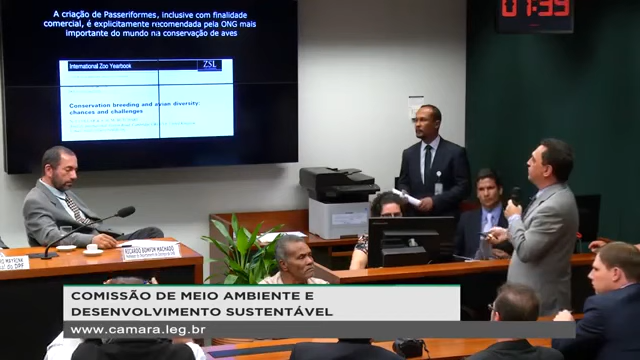 A criação de Passeriformes, inclusive com finalidade
comercial, é explicitamente recomendada pela ONG mais
importante do mundo na conservação de aves
International Zoo Yearbook
ZSL
Conservation breeding and avian diversity:
chances and challenges
01:39
RICARDO BOMFIM MACHADO
DPF
COMISSÃO DE MEIO AMBIENTE E
DESENVOLVIMENTO SUSTENTÁVEL
www.camara.leg.br